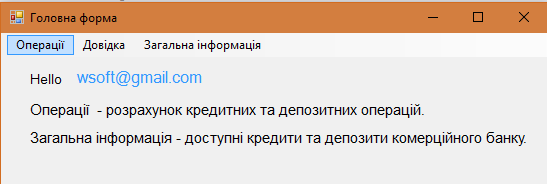 Головна форма
Операції Довідка Загальна інформація
Hello wsoft@gmail.com
Операції - розрахунок кредитних та депозитних операцій.
Загальна інформація - доступні кредити та депозити комерційного банку.